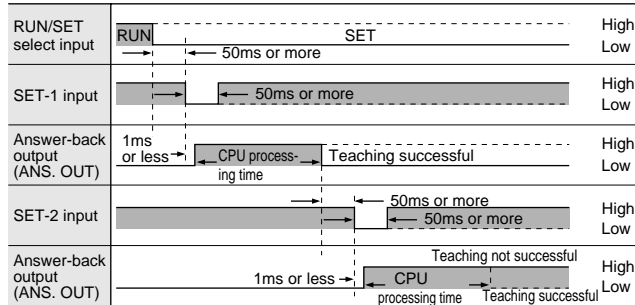 RUN/SET
select input
RUN
SET
High
Low
50ms or more
SET-1 input
50ms or more
High
Low
Answer-back
output
(ANS. OUT)
1ms
or less
CPU process-
ing time
Teaching successful
High
Low
SET-2 input
50ms or more
50ms or more
High
Low
Answer-back
output
(ANS. OUT)
1ms or less
CPU
processing time
Teaching not successful
Teaching successful
High
Low